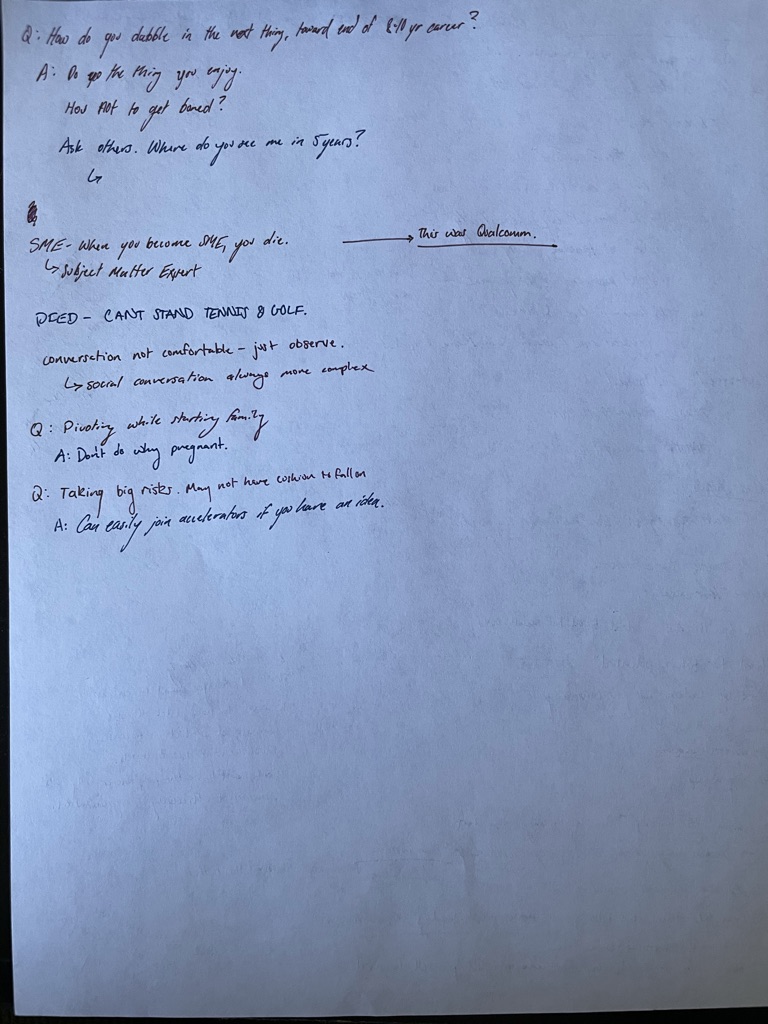 Q: How do you dabble in the next thing, toward end of 8-10 yr career?
A: Do the thing you enjoy.
How not to get bored?
Ask others. Where do you see me in 5 years?
↳
SME - When you become SME, you die. → This was Qualcomm.
↳ Subject Matter Expert
DIED - CANT STAND TENNIS & GOLF.
conversation not comfortable - just observe.
↳ social conversation always more complex
Q: Pivoting while starting family
A: Don't do why pregnant.
Q: Taking big risks. May not have cushion to fall on
A: Can easily join accelerators if you have an idea.